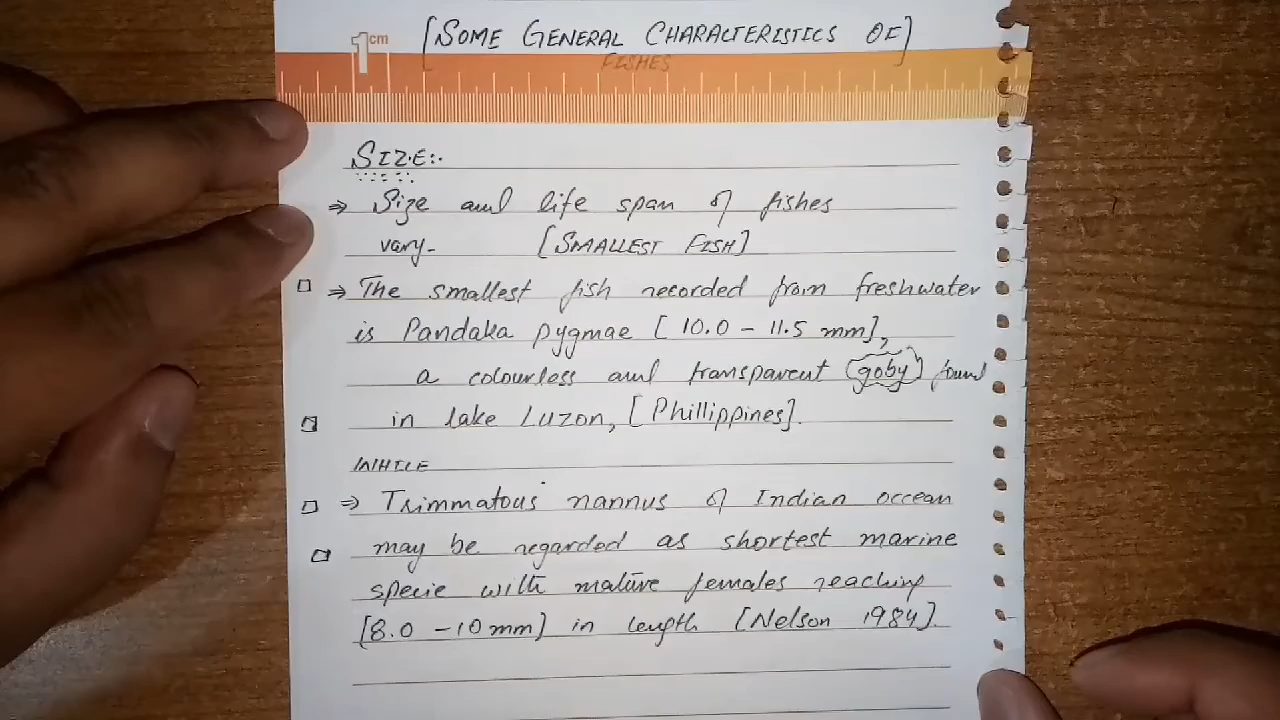 [SOME GENERAL CHARACTERISTICS OF]
1cm
FISHES
SIZE:-
⇒ Size and life span of fishes
vary- [SMALLEST FISH]
⇒ The smallest fish recorded from freshwater
is Pandaka pygmae [10.0 - 11.5 mm],
a colourless and transparent (goby) found
in lake Luzon, [Phillippines].
WHILE
⇒ Trimmatous nannus of Indian occean
may be regarded as shortest marine
specie with mature females reaching
[8.0 - 10 mm] in length [Nelson 1984].